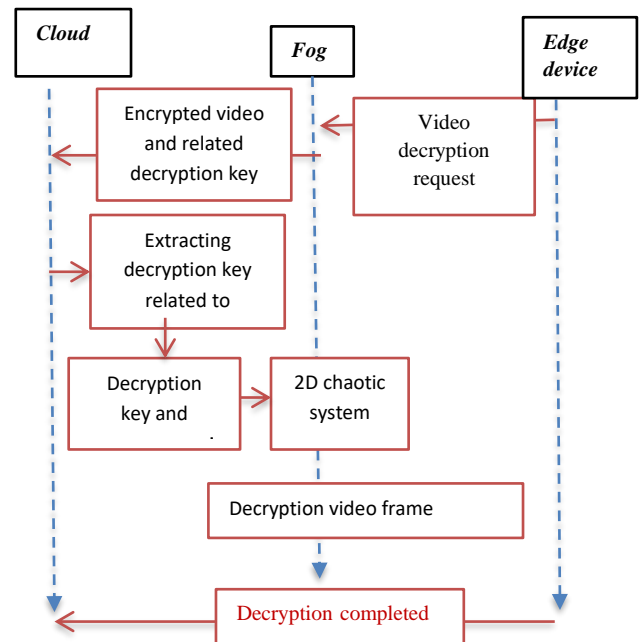 Cloud
Fog
Edge
device
Encrypted video
and related
decryption key
Video
decryption
request
Extracting
decryption key
related to
Decryption
key and
.
2D chaotic
system
Decryption video frame
Decryption completed